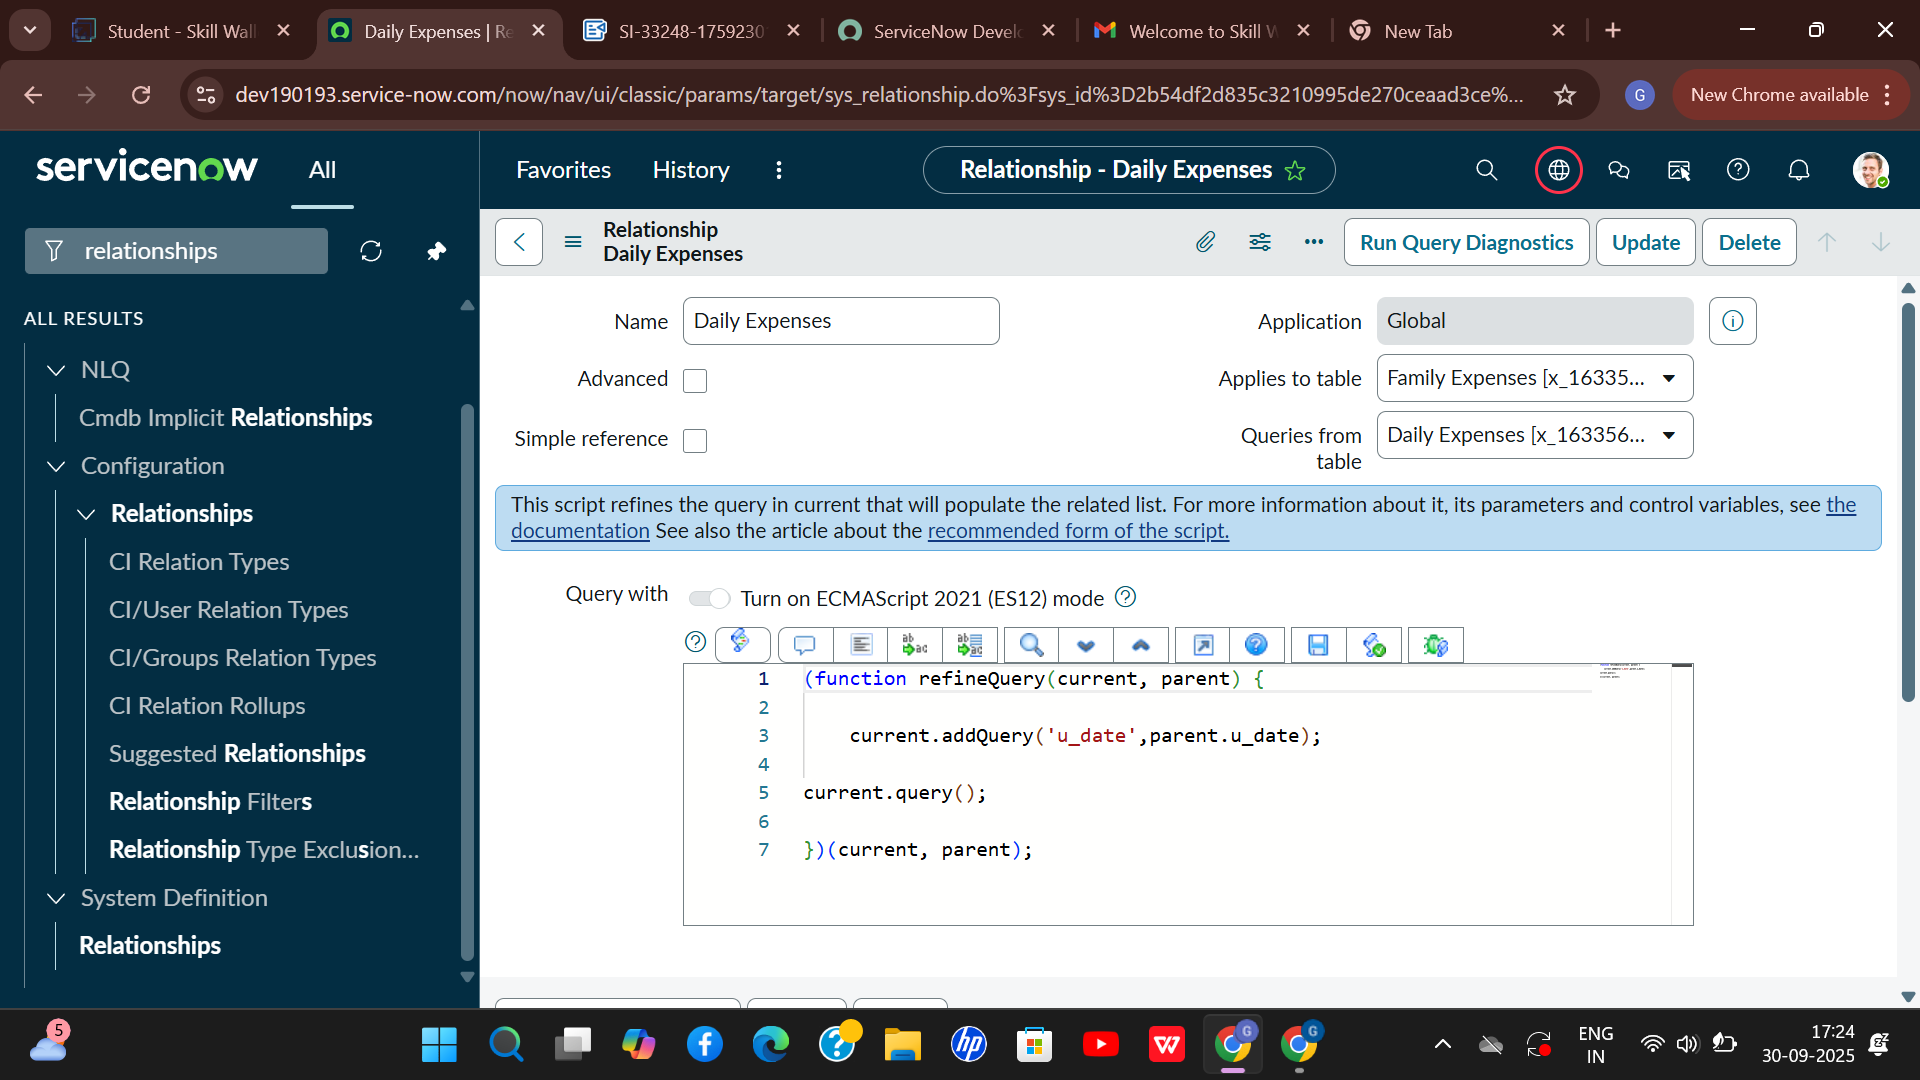 Student - Skill Wall
Daily Expenses | Re
SI-33248-1759230
ServiceNow Develo
Welcome to Skill W
New Tab
dev190193.service-now.com/now/nav/ui/classic/params/target/sys_relationship.do%3Fsys_id%3D2b54df2d835c3210995de270ceaad3ce%...
G
New Chrome available
servicenow
All
Favorites
History
Relationship - Daily Expenses
relationships
Relationship
Daily Expenses
Run Query Diagnostics
Update
Delete
ALL RESULTS
NLQ
Cmdb Implicit Relationships
Configuration
Relationships
CI Relation Types
CI/User Relation Types
CI/Groups Relation Types
CI Relation Rollups
Suggested Relationships
Relationship Filters
Relationship Type Exclusion...
System Definition
Relationships
Name
Daily Expenses
Application
Global
Advanced
Applies to table
Family Expenses [x_16335...
Simple reference
Queries from table
Daily Expenses [x_163356...
This script refines the query in current that will populate the related list. For more information about it, its parameters and control variables, see the
documentation See also the article about the recommended form of the script.
Query with
Turn on ECMAScript 2021 (ES12) mode
1 (function refineQuery(current, parent) {
2
3 current.addQuery('u_date',parent.u_date);
4
5 current.query();
6
7 })(current, parent);
5
ENG
IN
17:24
30-09-2025